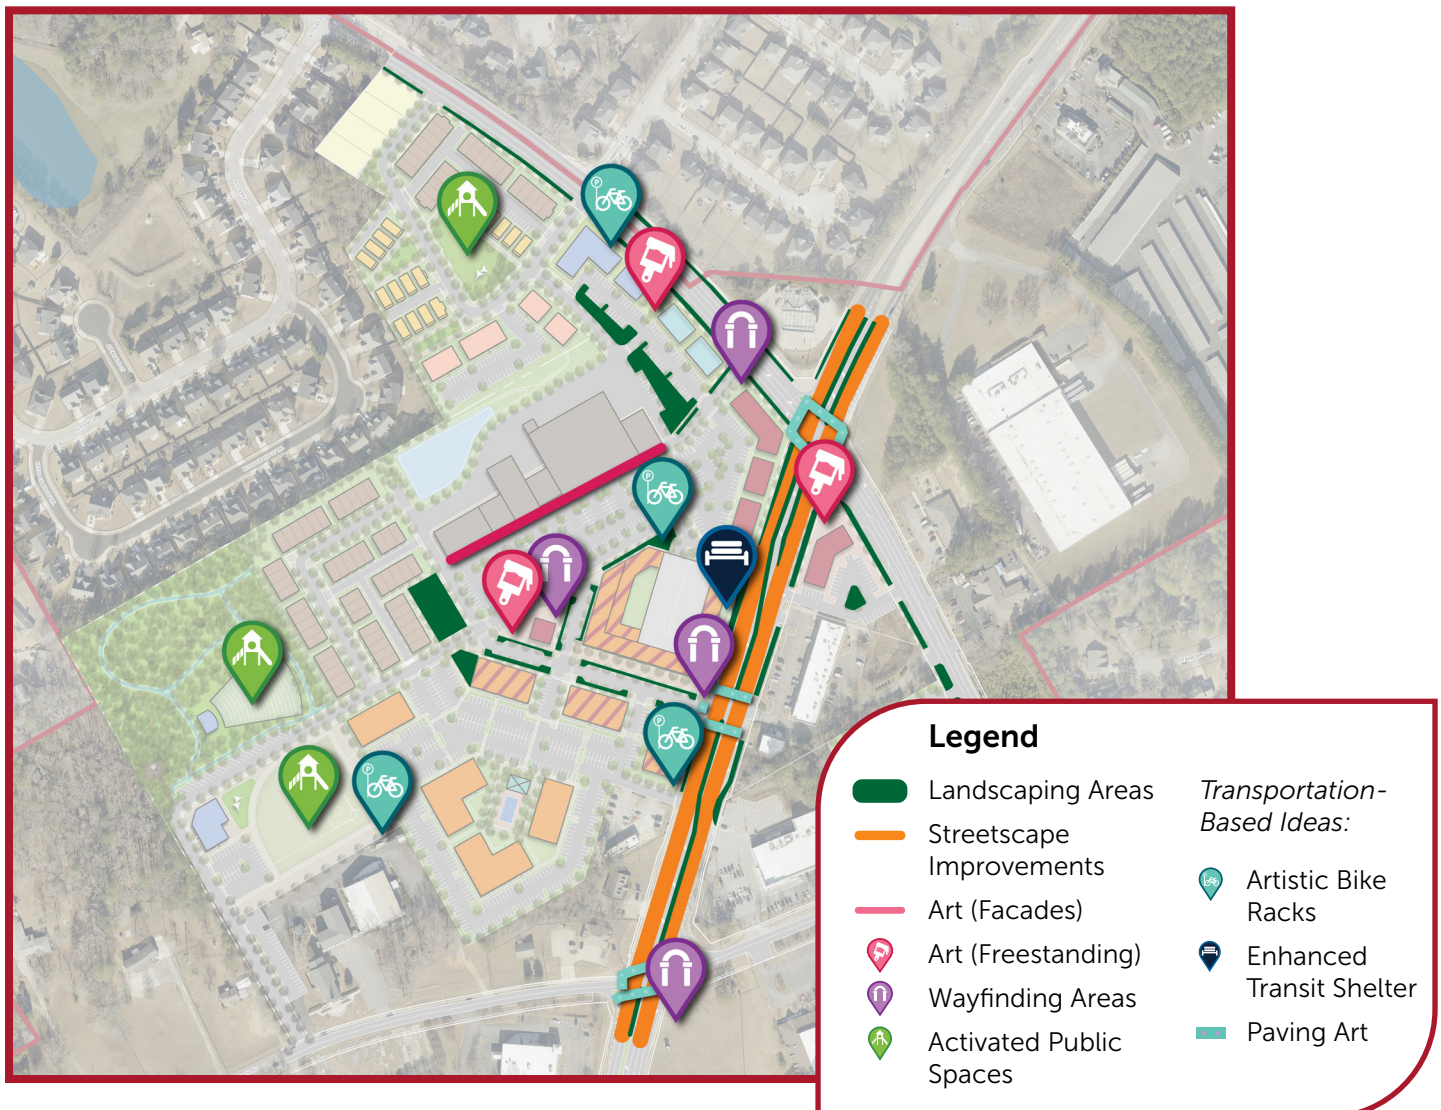 P
P
P
P
Legend
Landscaping Areas
Streetscape
Improvements
Art (Facades)
Art (Freestanding)
Wayfinding Areas
Activated Public
Spaces
Transportation-
Based Ideas:
Artistic Bike
Racks
Enhanced
Transit Shelter
Paving Art